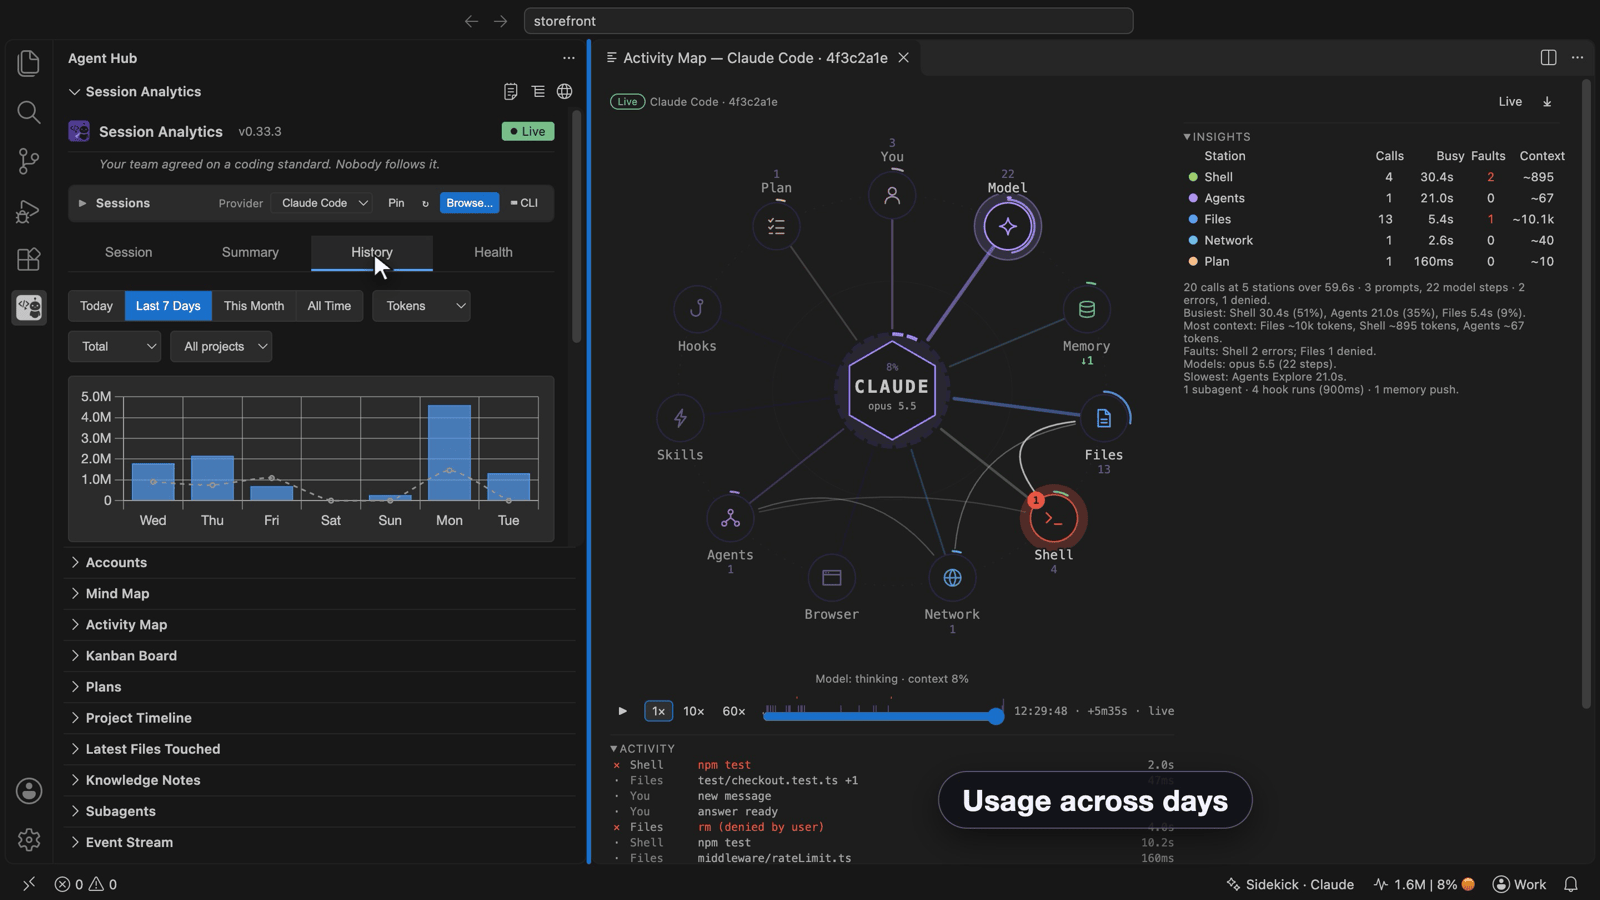 storefront
Agent Hub
Session Analytics
Session Analytics v0.33.3
Live
Your team agreed on a coding standard. Nobody follows it.
Sessions Provider Claude Code Pin Browse... CLI
Session Summary History Health
Today Last 7 Days This Month All Time Tokens
Total All projects
5.0M
4.0M
3.0M
2.0M
1.0M
0
Wed Thu Fri Sat Sun Mon Tue
Accounts
Mind Map
Activity Map
Kanban Board
Plans
Project Timeline
Latest Files Touched
Knowledge Notes
Subagents
Event Stream
Activity Map — Claude Code · 4f3c2a1e
Live Claude Code · 4f3c2a1e
Live
3
You
1
Plan
22
Model
Hooks
Memory
↓1
8%
CLAUDE
opus 5.5
Skills
Files
13
1
Agents
1
Shell
4
Browser
Network
1
Model: thinking · context 8%
1× 10× 60× 12:29:48 · +5m35s · live
INSIGHTS
Station Calls Busy Faults Context
Shell 4 30.4s 2 ~895
Agents 1 21.0s 0 ~67
Files 13 5.4s 1 ~10.1k
Network 1 2.6s 0 ~40
Plan 1 160ms 0 ~10
20 calls at 5 stations over 59.6s · 3 prompts, 22 model steps · 2
errors, 1 denied.
Busiest: Shell 30.4s (51%), Agents 21.0s (35%), Files 5.4s (9%).
Most context: Files ~10k tokens, Shell ~895 tokens, Agents ~67
tokens.
Faults: Shell 2 errors; Files 1 denied.
Models: opus 5.5 (22 steps).
Slowest: Agents Explore 21.0s.
1 subagent · 4 hook runs (900ms) · 1 memory push.
ACTIVITY
× Shell npm test 2.0s
· Files test/checkout.test.ts +1 47ms
· You new message
· You answer ready
× Files rm (denied by user) 4.0s
· Shell npm test 10.2s
· Files middleware/rateLimit.ts 160ms
Usage across days
0 0
Sidekick · Claude 1.6M | 8% Work